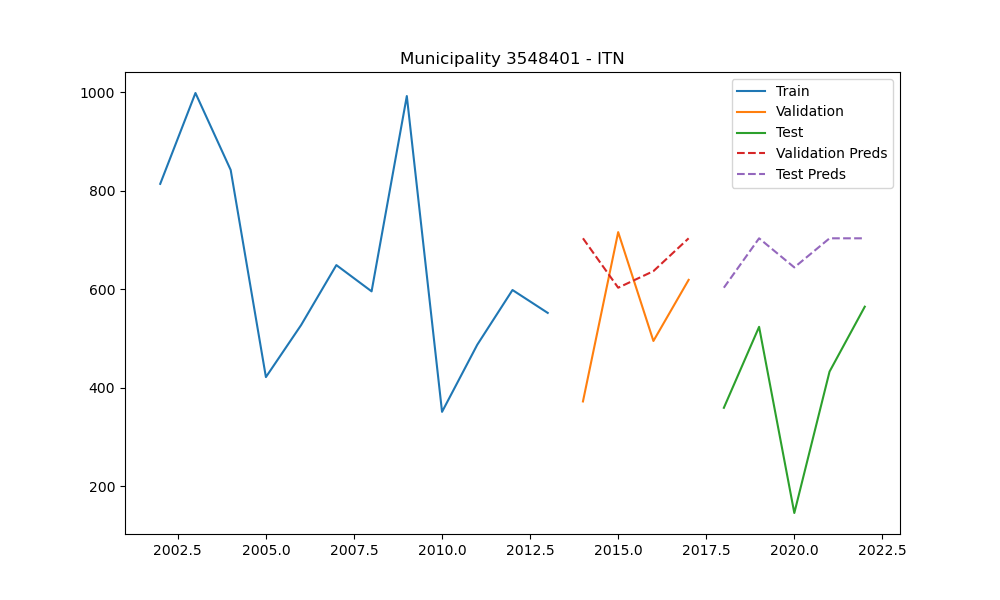 Municipality 3548401 - ITN
1000
800
600
400
200
Train
Validation
Test
Validation Preds
Test Preds
2002.5 2005.0 2007.5 2010.0 2012.5 2015.0 2017.5 2020.0 2022.5